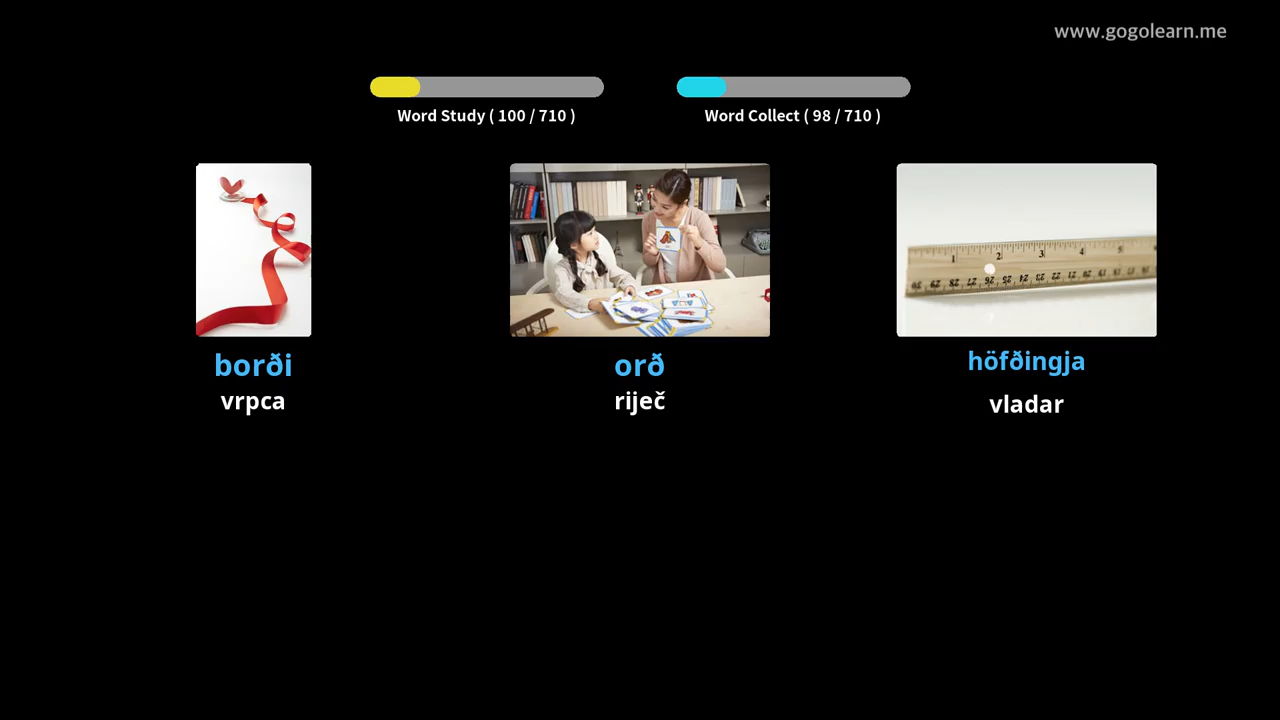 www.gogolearn.me
Word Study ( 100 / 710 )
Word Collect ( 98 / 710 )
borði
vrpca
orð
riječ
höfðingja
vladar